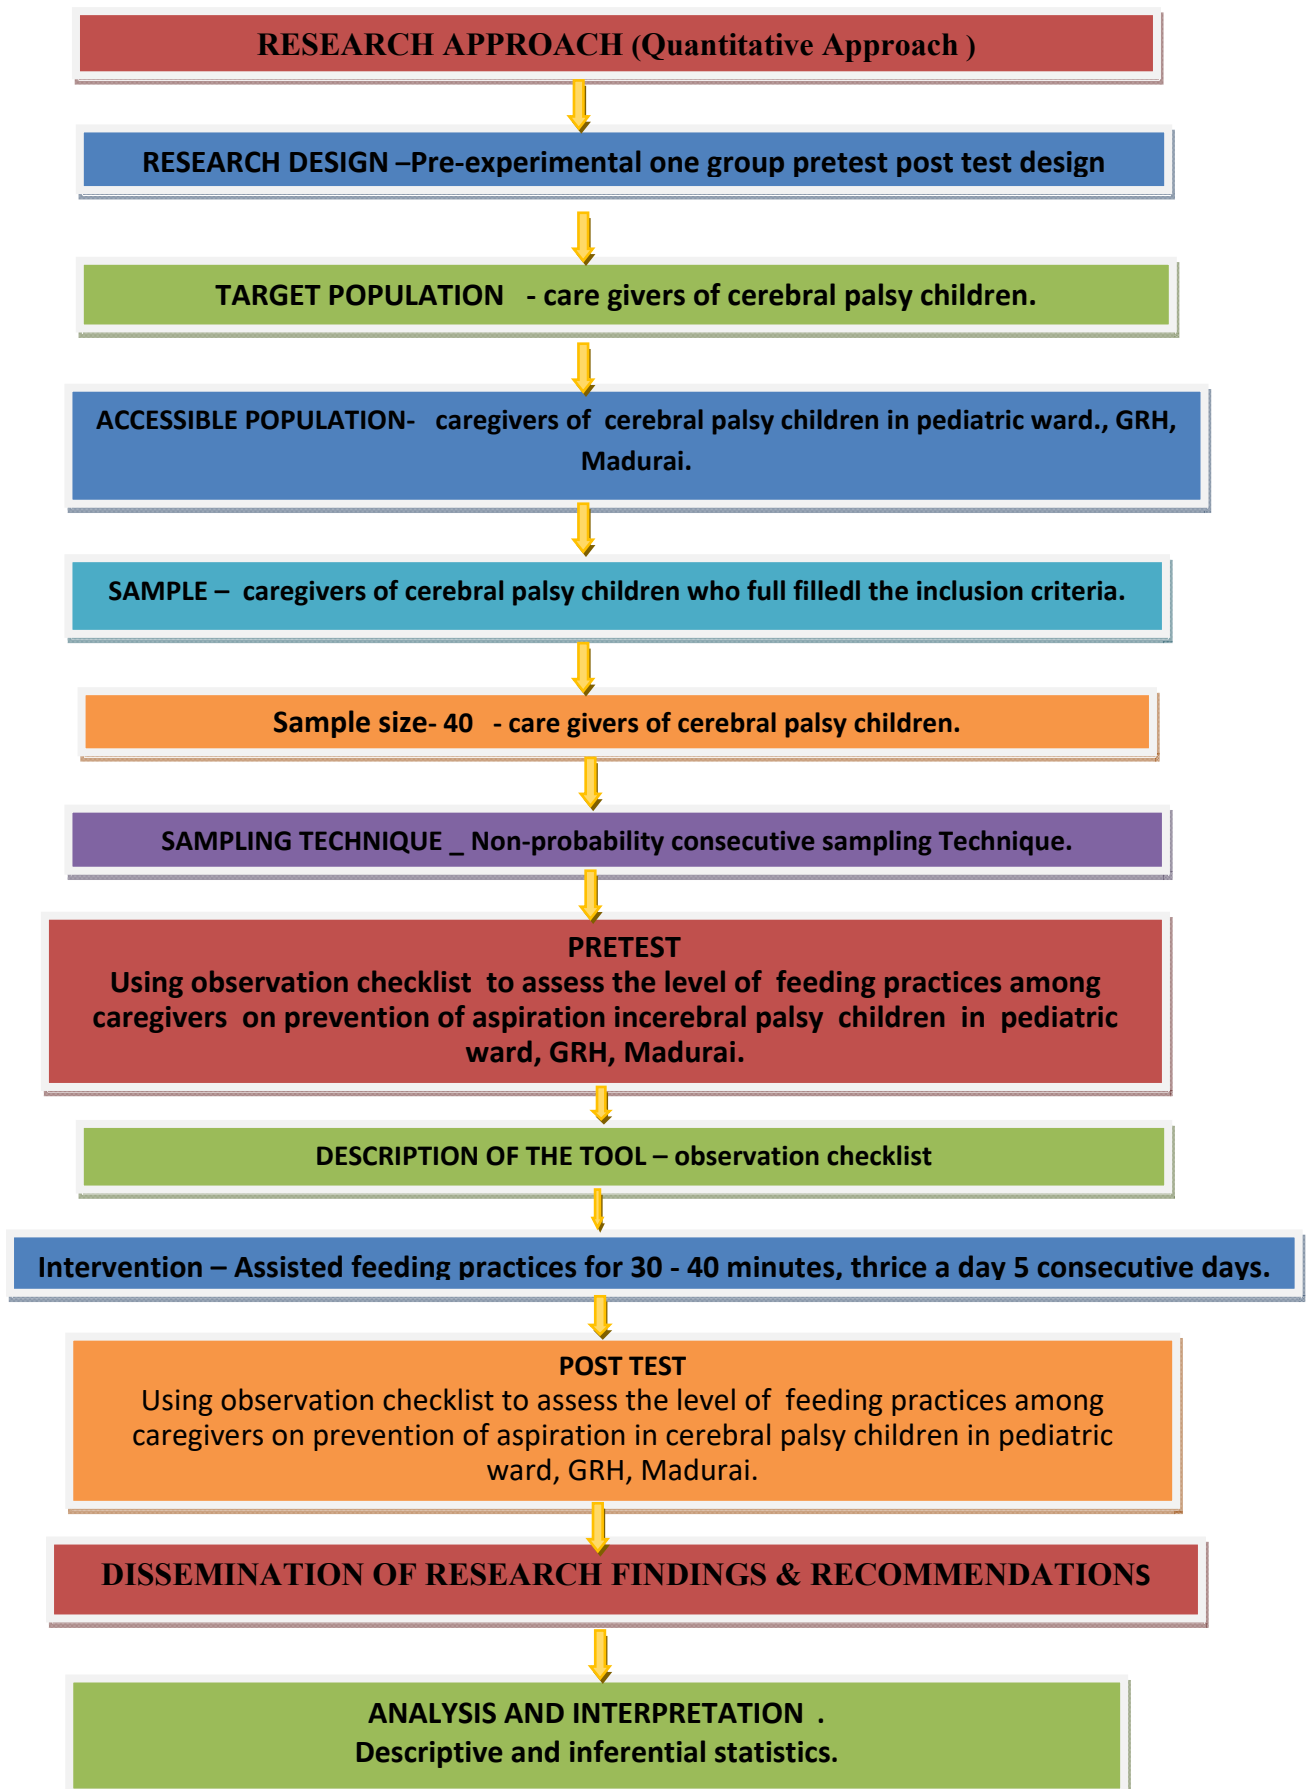 RESEARCH APPROACH (Quantitative Approach )
RESEARCH DESIGN –Pre-experimental one group pretest post test design
TARGET POPULATION - care givers of cerebral palsy children.
ACCESSIBLE POPULATION- caregivers of cerebral palsy children in pediatric ward., GRH,
Madurai.
SAMPLE – caregivers of cerebral palsy children who full filledl the inclusion criteria.
Sample size- 40 - care givers of cerebral palsy children.
SAMPLING TECHNIQUE _ Non-probability consecutive sampling Technique.
PRETEST
Using observation checklist to assess the level of feeding practices among
caregivers on prevention of aspiration incerebral palsy children in pediatric
ward, GRH, Madurai.
DESCRIPTION OF THE TOOL – observation checklist
Intervention – Assisted feeding practices for 30 - 40 minutes, thrice a day 5 consecutive days.
POST TEST
Using observation checklist to assess the level of feeding practices among
caregivers on prevention of aspiration in cerebral palsy children in pediatric
ward, GRH, Madurai.
DISSEMINATION OF RESEARCH FINDINGS & RECOMMENDATIONS
ANALYSIS AND INTERPRETATION .
Descriptive and inferential statistics.